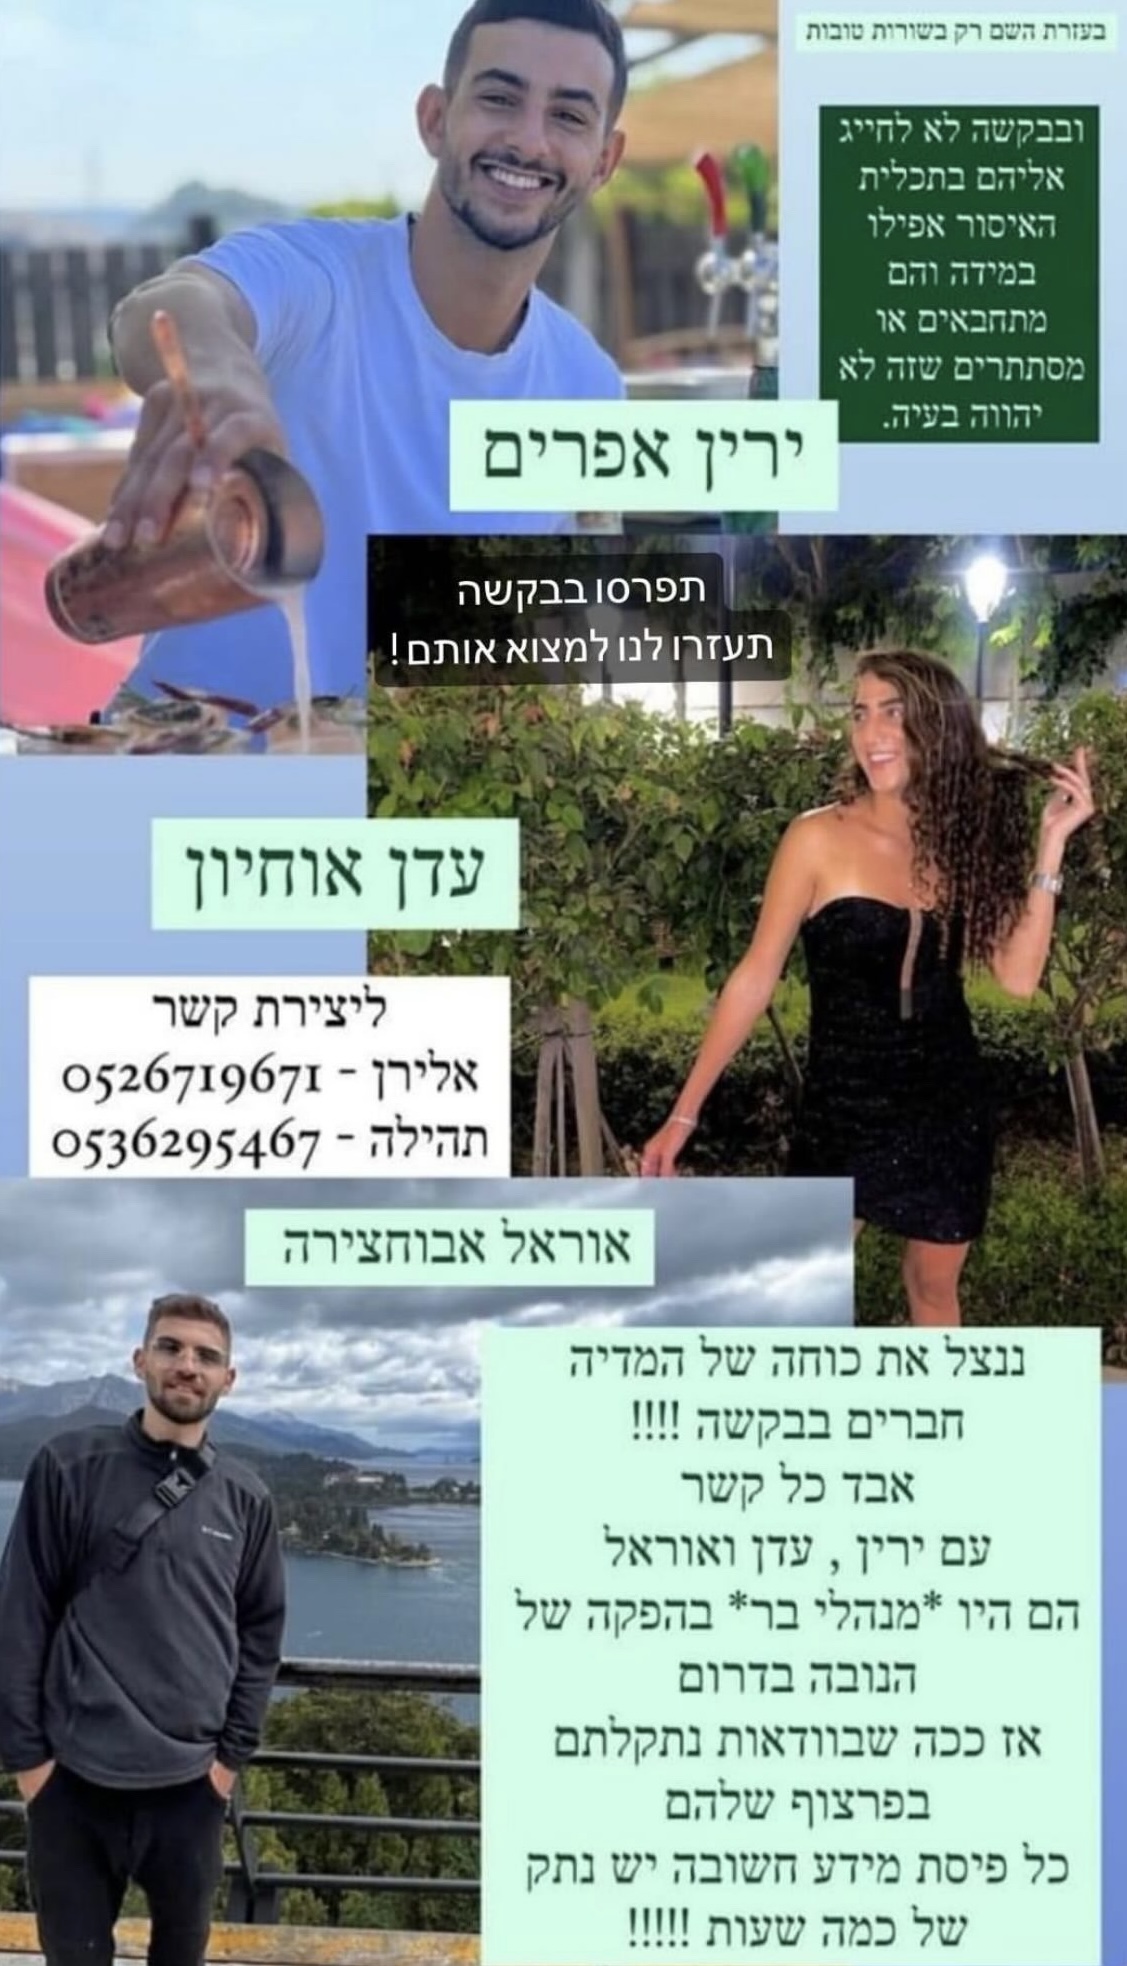 בעזרת השם רק בשורות טובות
ובבקשה לא לחייג
אליהם בתכלית
האיסור אפילו
במידה והם
מתחבאים או
מסתתרים שזה לא
יהווה בעיה.
ירין אפרים
תפרסו בבקשה
תעזרו לנו למצוא אותם!
עדן אוחיון
ליצירת קשר
אלירן - 0526719671
תהילה - 0536295467
אוראל אבוחצירה
ננצל את כוחה של המדיה
חברים בבקשה !!!!
אבד כל קשר
עם ירין , עדן ואוראל
הם היו *מנהלי בר* בהפקה של
הנובה בדרום
אז ככה שבוודאות נתקלתם
בפרצוף שלהם
כל פיסת מידע חשובה יש נתק
של כמה שעות !!!!!